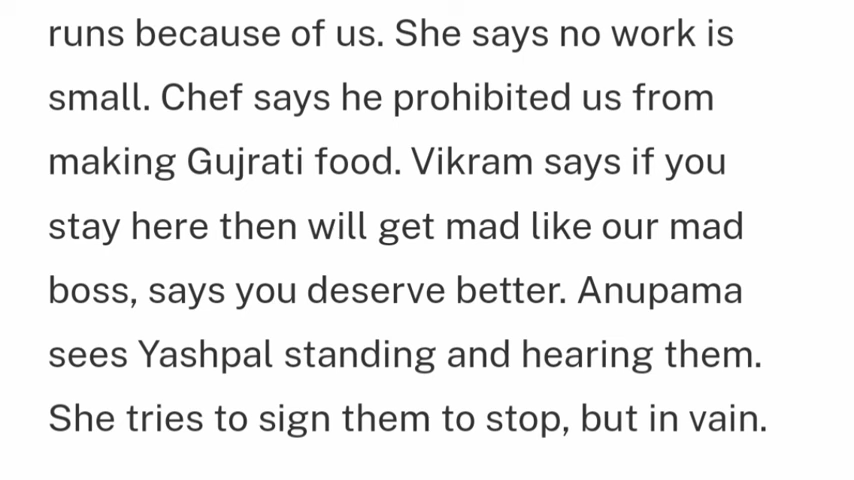 runs because of us. She says no work is
small. Chef says he prohibited us from
making Gujrati food. Vikram says if you
stay here then will get mad like our mad
boss, says you deserve better. Anupama
sees Yashpal standing and hearing them.
She tries to sign them to stop, but in vain.